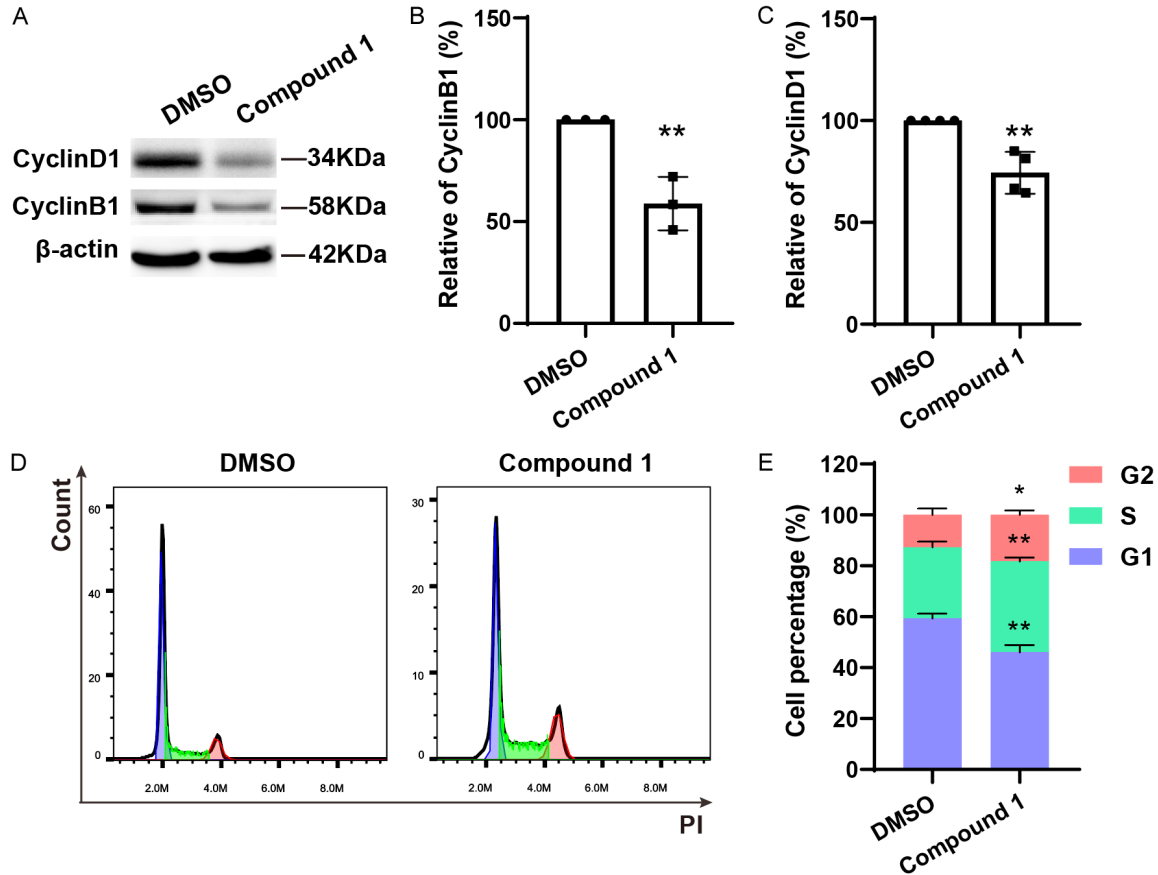 A
DMSO
Compound 1
CyclinD1
34KDa
CyclinB1
58KDa
β-actin
42KDa
B
Relative of CyclinB1 (%)
150
100
50
0
**
DMSO
Compound 1
C
Relative of CyclinD1 (%)
150
100
50
0
**
DMSO
Compound 1
D
Count
DMSO
60
40
20
0
2.0M 4.0M 6.0M 8.0M
Compound 1
30
20
10
0
2.0M 4.0M 6.0M 8.0M
PI
E
Cell percentage (%)
120
100
80
60
40
20
0
*
**
**
DMSO
Compound 1
G2
S
G1